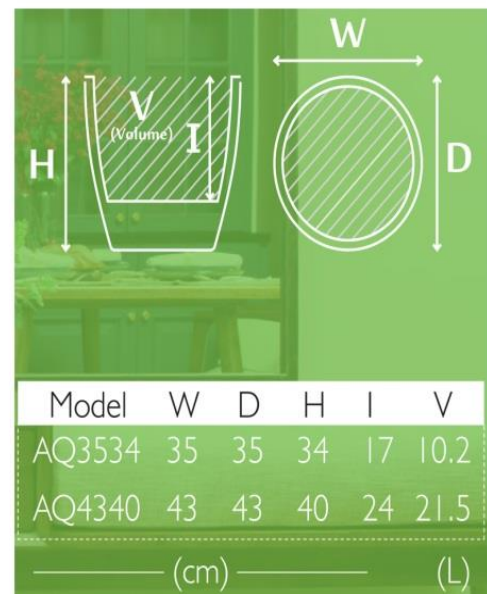 W
V
(Volume)
I
H
D
Model W D H I V
AQ3534 35 35 34 17 10.2
AQ4340 43 43 40 24 21.5
(cm) (L)